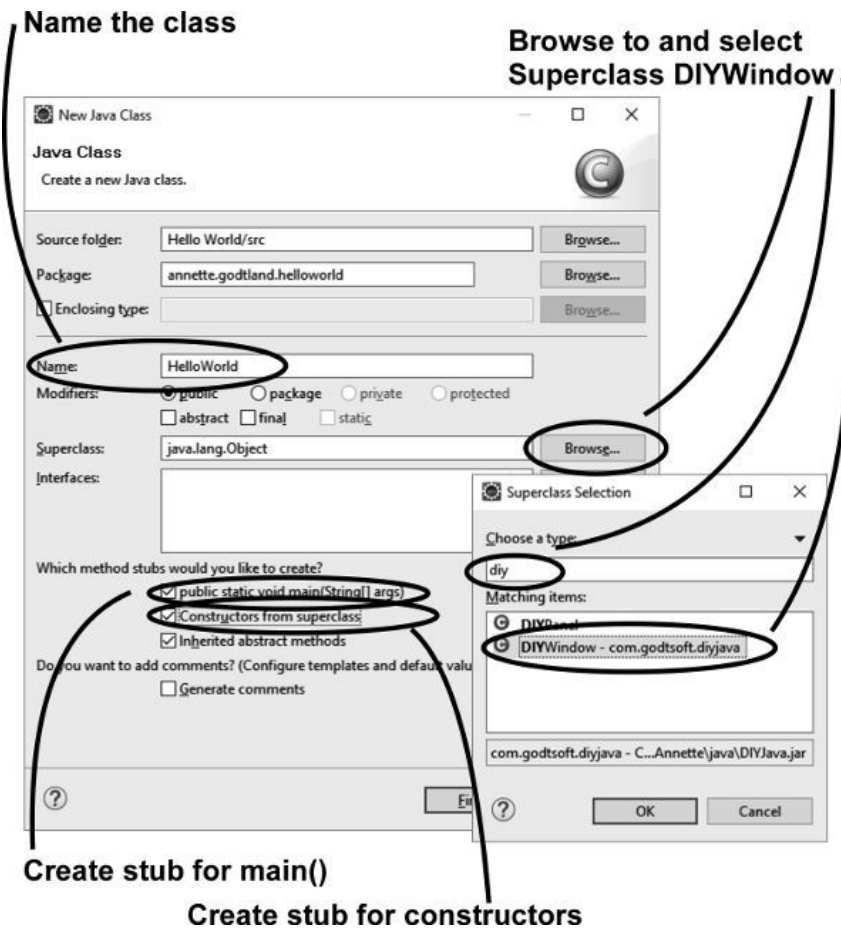 Name the class
Browse to and select
Superclass DIYWindow
New Java Class
Java Class
Create a new Java class.
Source folder: Hello World/src Browse...
Package: annette.godtland.helloworld Browse...
Enclosing type: Browse...
Name: HelloWorld
Modifiers: public package private protected
abstract final static
Superclass: java.lang.Object Browse...
Interfaces:
Superclass Selection
Choose a type:
diy
Matching items:
DIYPanel
DIYWindow - com.godtsoft.diyjava
com.godtsoft.diyjava - C...Annette\java\DIYJava.jar
OK Cancel
Which method stubs would you like to create?
public static void main(String[] args)
Constructors from superclass
Inherited abstract methods
Do you want to add comments? (Configure templates and default valu
Generate comments
Fi
Create stub for main()
Create stub for constructors